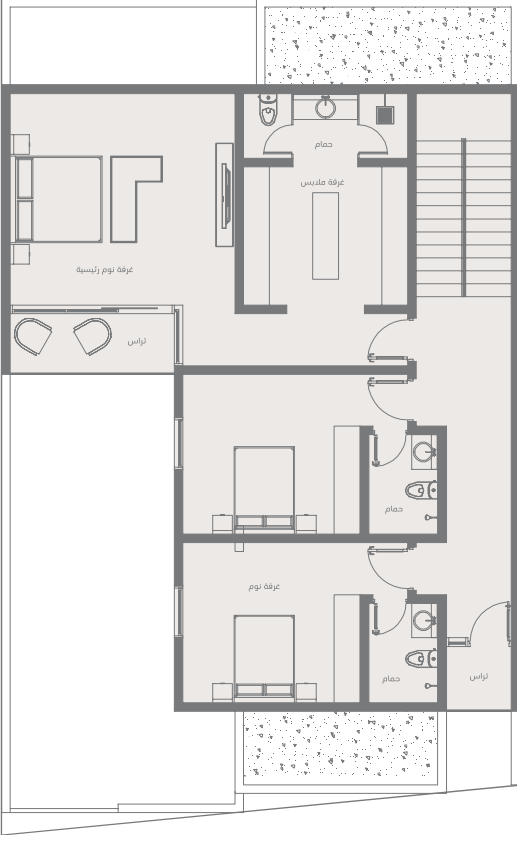 حمام
غرفة ملابس
غرفة نوم رئيسية
تراس
حمام
غرفة نوم
حمام
تراس